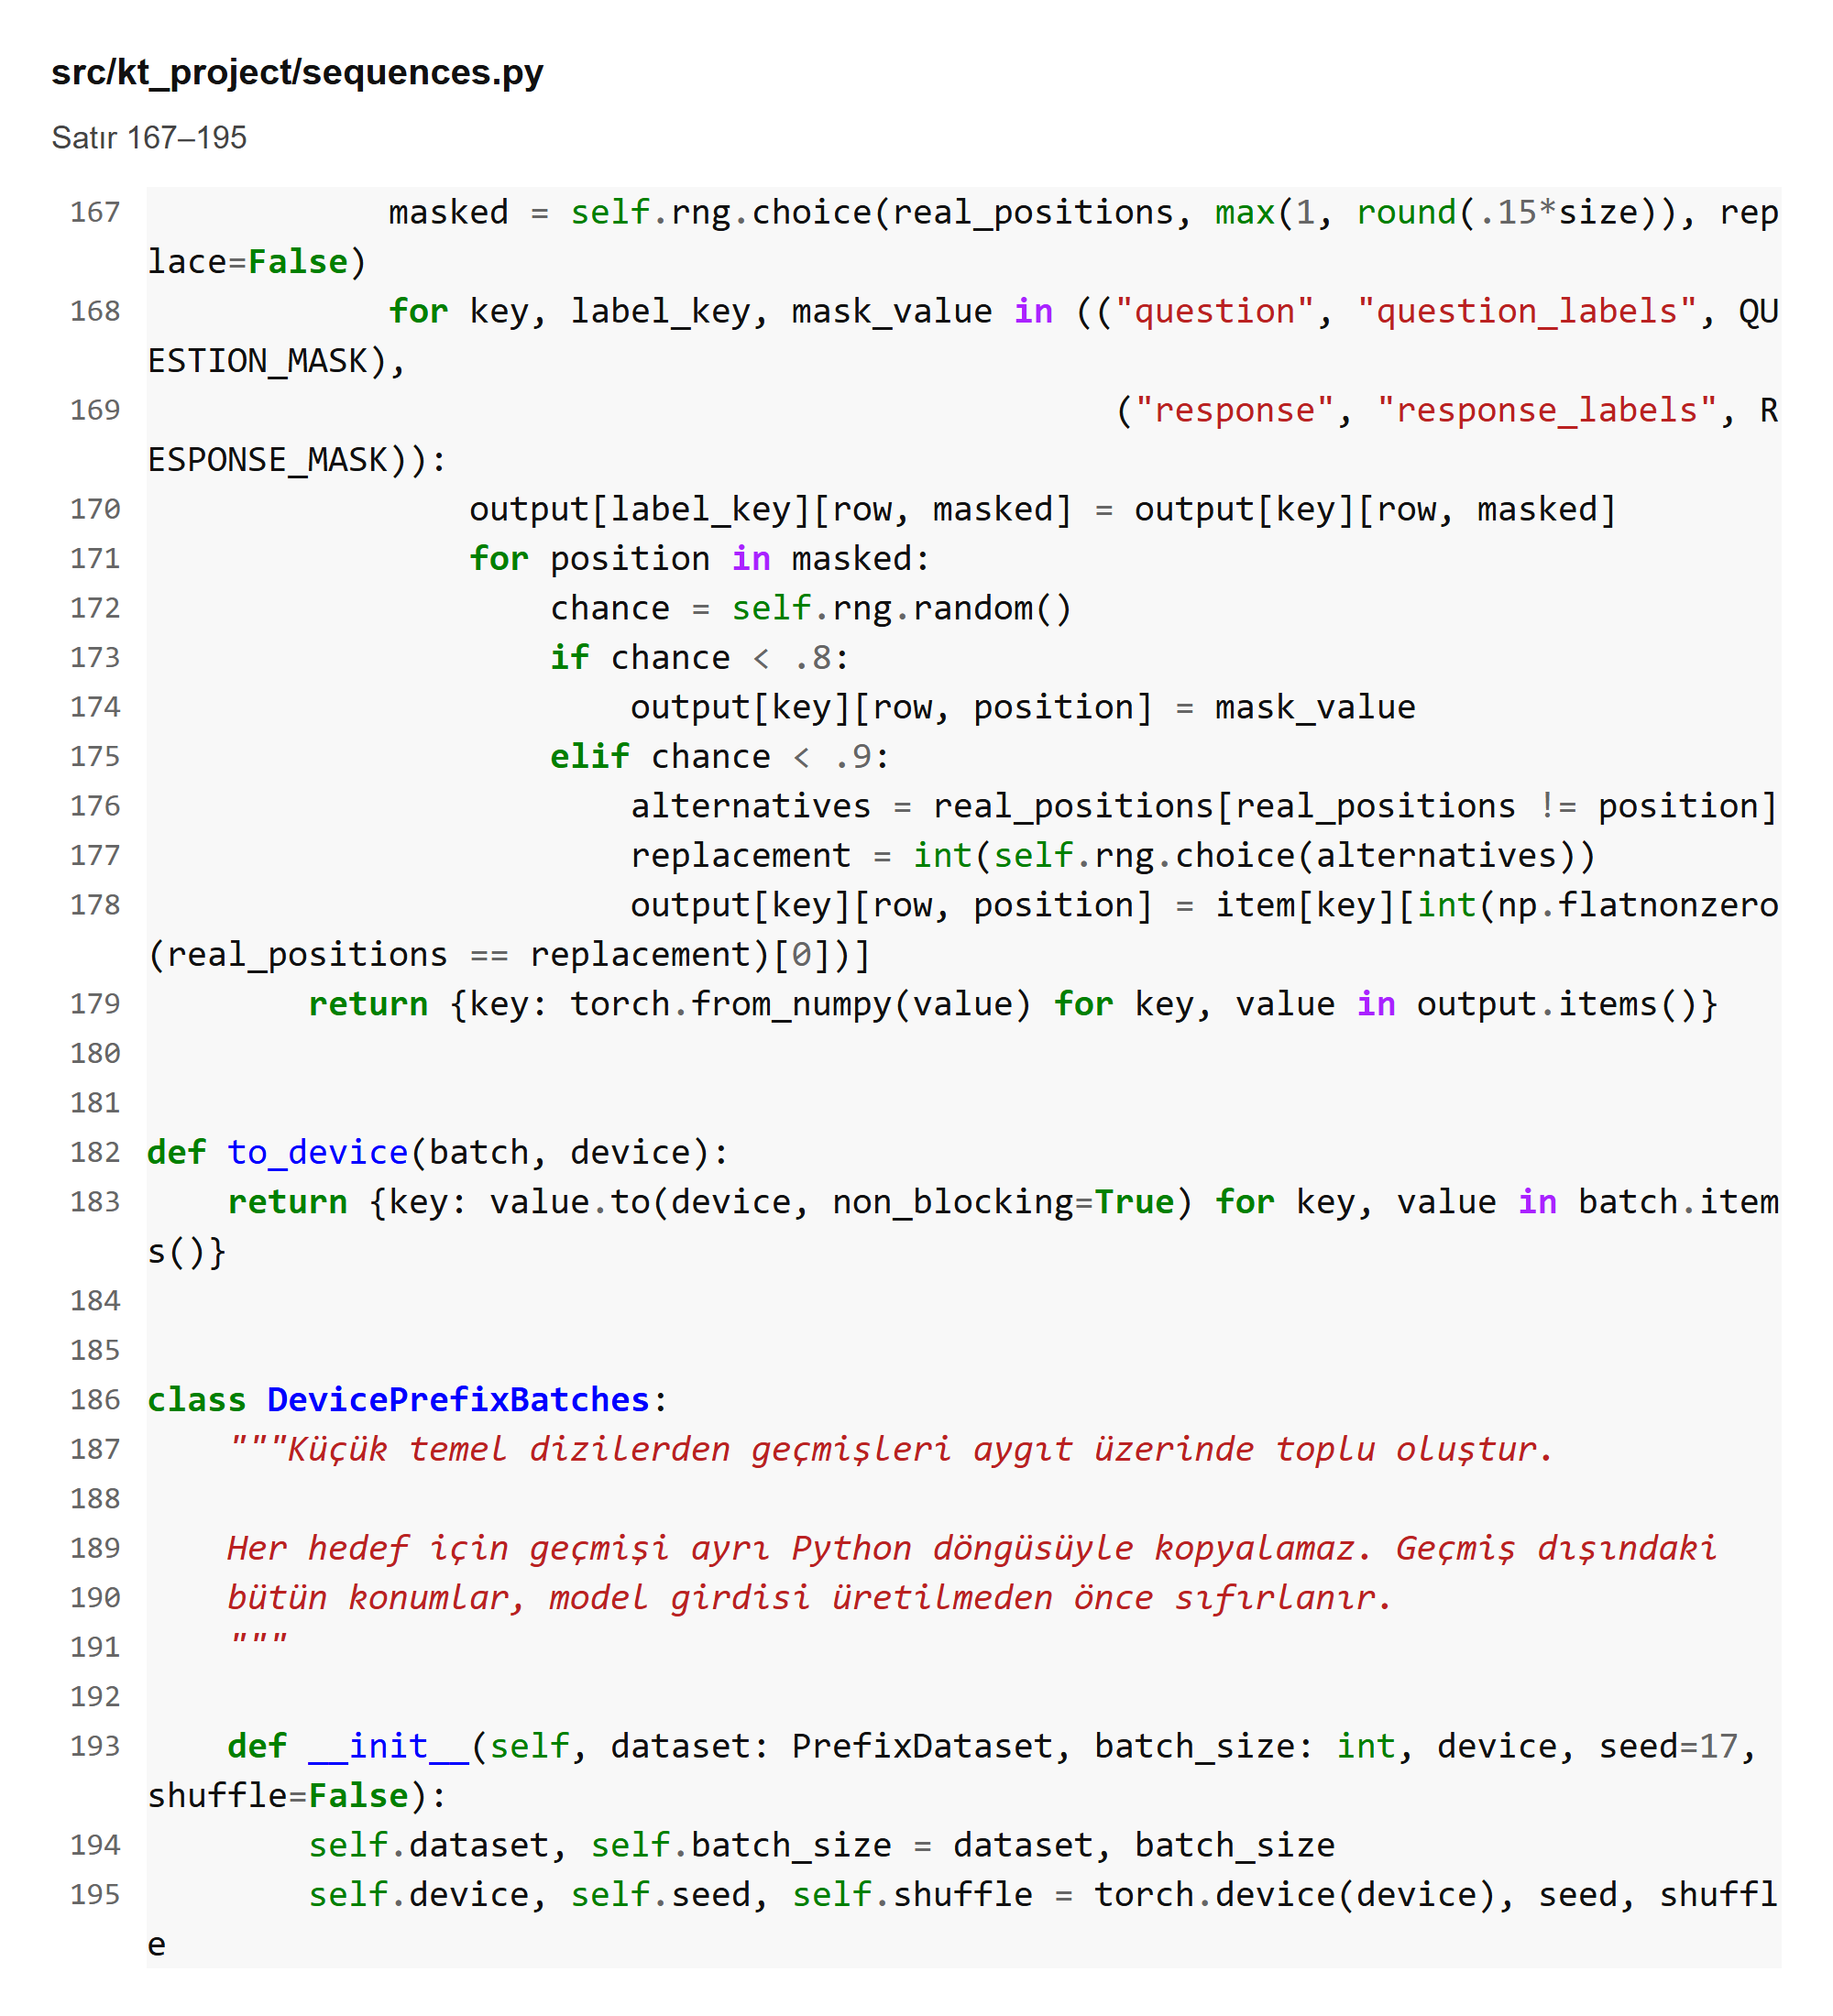 src/kt_project/sequences.py
Satır 167–195
167             masked = self.rng.choice(real_positions, max(1, round(.15*size)), rep
lace=False)
168             for key, label_key, mask_value in (("question", "question_labels", QU
ESTION_MASK),
169                                                 ("response", "response_labels", R
ESPONSE_MASK)):
170                 output[label_key][row, masked] = output[key][row, masked]
171                 for position in masked:
172                     chance = self.rng.random()
173                     if chance < .8:
174                         output[key][row, position] = mask_value
175                     elif chance < .9:
176                         alternatives = real_positions[real_positions != position]
177                         replacement = int(self.rng.choice(alternatives))
178                         output[key][row, position] = item[key][int(np.flatnonzero
(real_positions == replacement)[0])]
179         return {key: torch.from_numpy(value) for key, value in output.items()}
180
181
182 def to_device(batch, device):
183     return {key: value.to(device, non_blocking=True) for key, value in batch.item
s()}
184
185
186 class DevicePrefixBatches:
187     """Küçük temel dizilerden geçmişleri aygıt üzerinde toplu oluştur.
188
189     Her hedef için geçmişi ayrı Python döngüsüyle kopyalamaz. Geçmiş dışındaki
190     bütün konumlar, model girdisi üretilmeden önce sıfırlanır.
191     """
192
193     def __init__(self, dataset: PrefixDataset, batch_size: int, device, seed=17,
shuffle=False):
194         self.dataset, self.batch_size = dataset, batch_size
195         self.device, self.seed, self.shuffle = torch.device(device), seed, shuffl
e